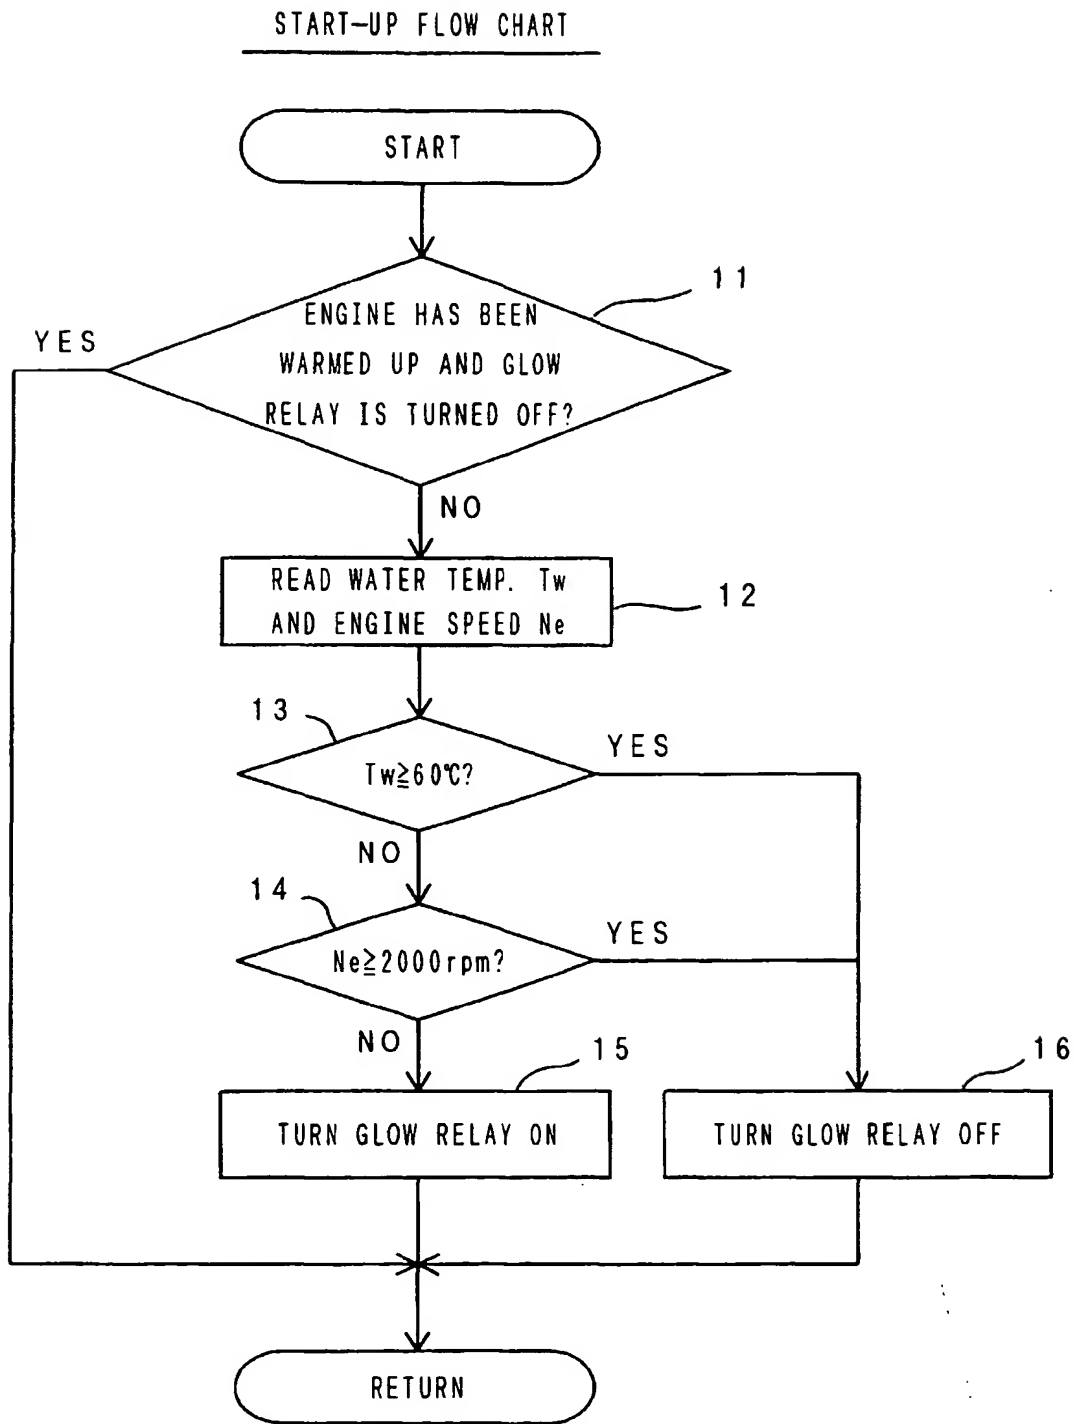 START-UP FLOW CHART
START
11
ENGINE HAS BEEN
WARMED UP AND GLOW
RELAY IS TURNED OFF?
YES
NO
READ WATER TEMP. Tw
AND ENGINE SPEED Ne
12
13
Tw≧60℃?
YES
NO
14
Ne≧2000rpm?
YES
NO
15
16
TURN GLOW RELAY ON
TURN GLOW RELAY OFF
RETURN